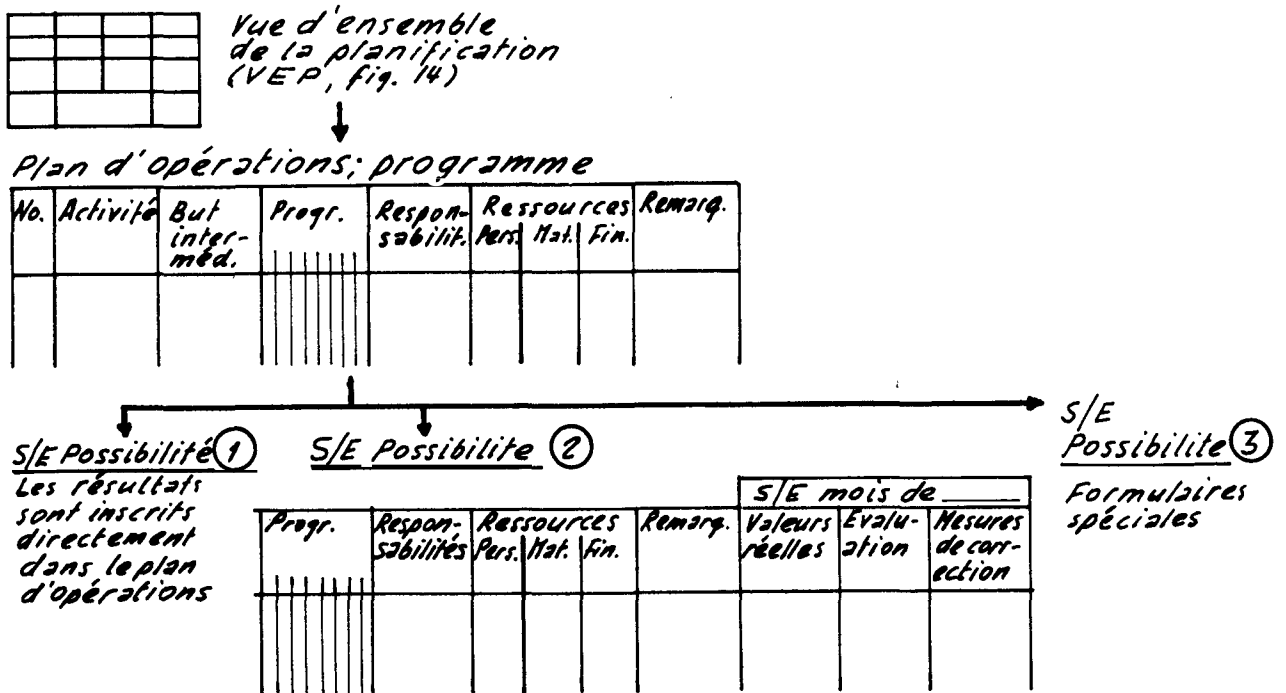 Vue d'ensemble
de la planification
(VEP, fig. 14)
Plan d'opérations; programme
No. Activité But interméd. Progr. Responsabilit. Ressources Remarq.
inter-
méd.
Pers. Mat. Fin.
S/E Possibilité 1
Les résultats
sont inscrits
directement
dans le plan
d'opérations
S/E Possibilite 2
S/E mois de ______
Progr. Respon- Ressources Remarq. Valeurs Evalu- Mesures
sabilités Pers. Mat. Fin. réelles ation de corr-
ection
S/E
Possibilite 3
Formulaires
spéciales